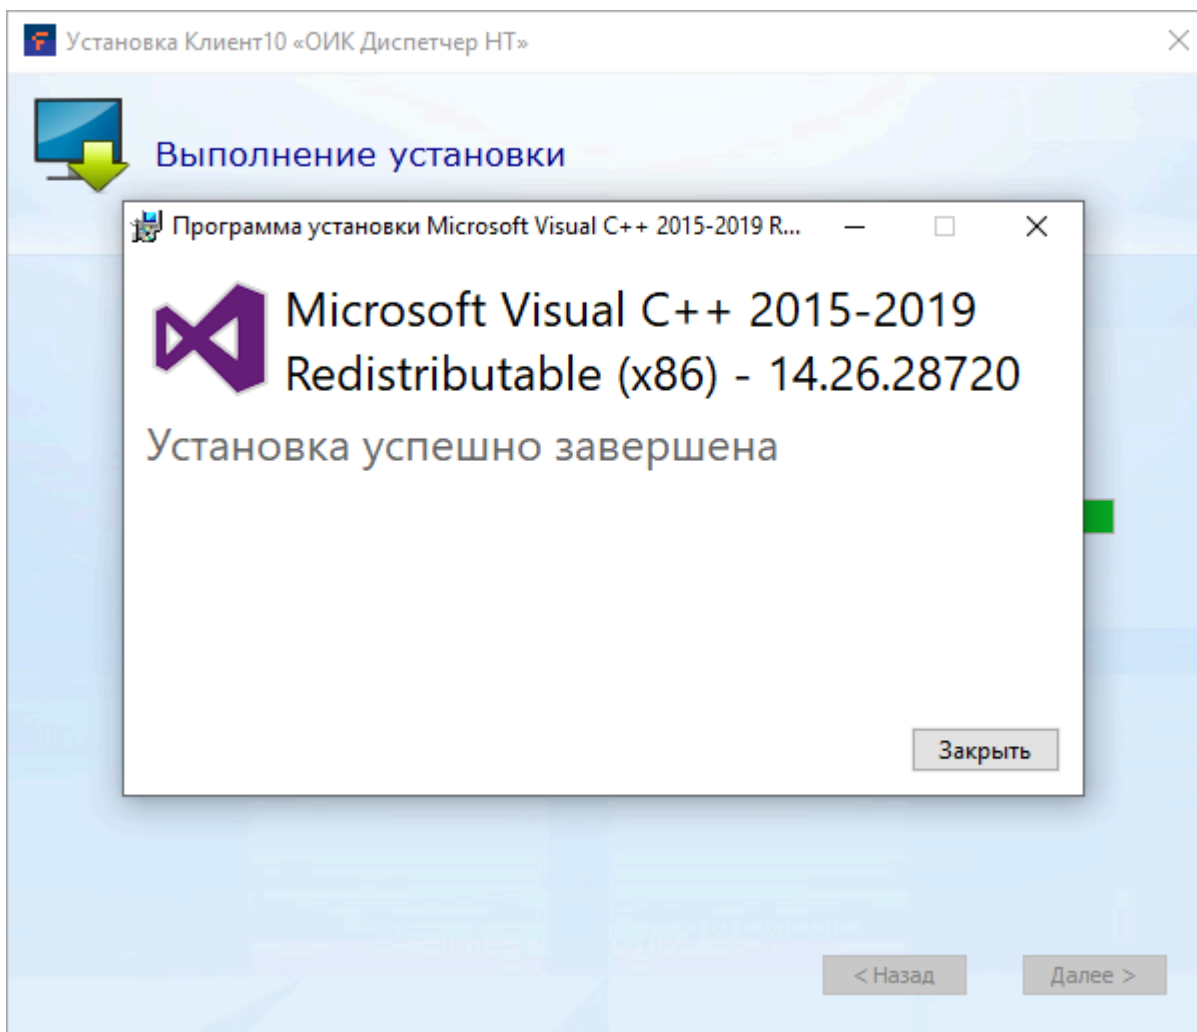 Установка Клиент10 «ОИК Диспетчер НТ»
Выполнение установки
Программа установки Microsoft Visual C++ 2015-2019 R...
Microsoft Visual C++ 2015-2019
Redistributable (x86) - 14.26.28720
Установка успешно завершена
Закрыть
< Назад
Далее >